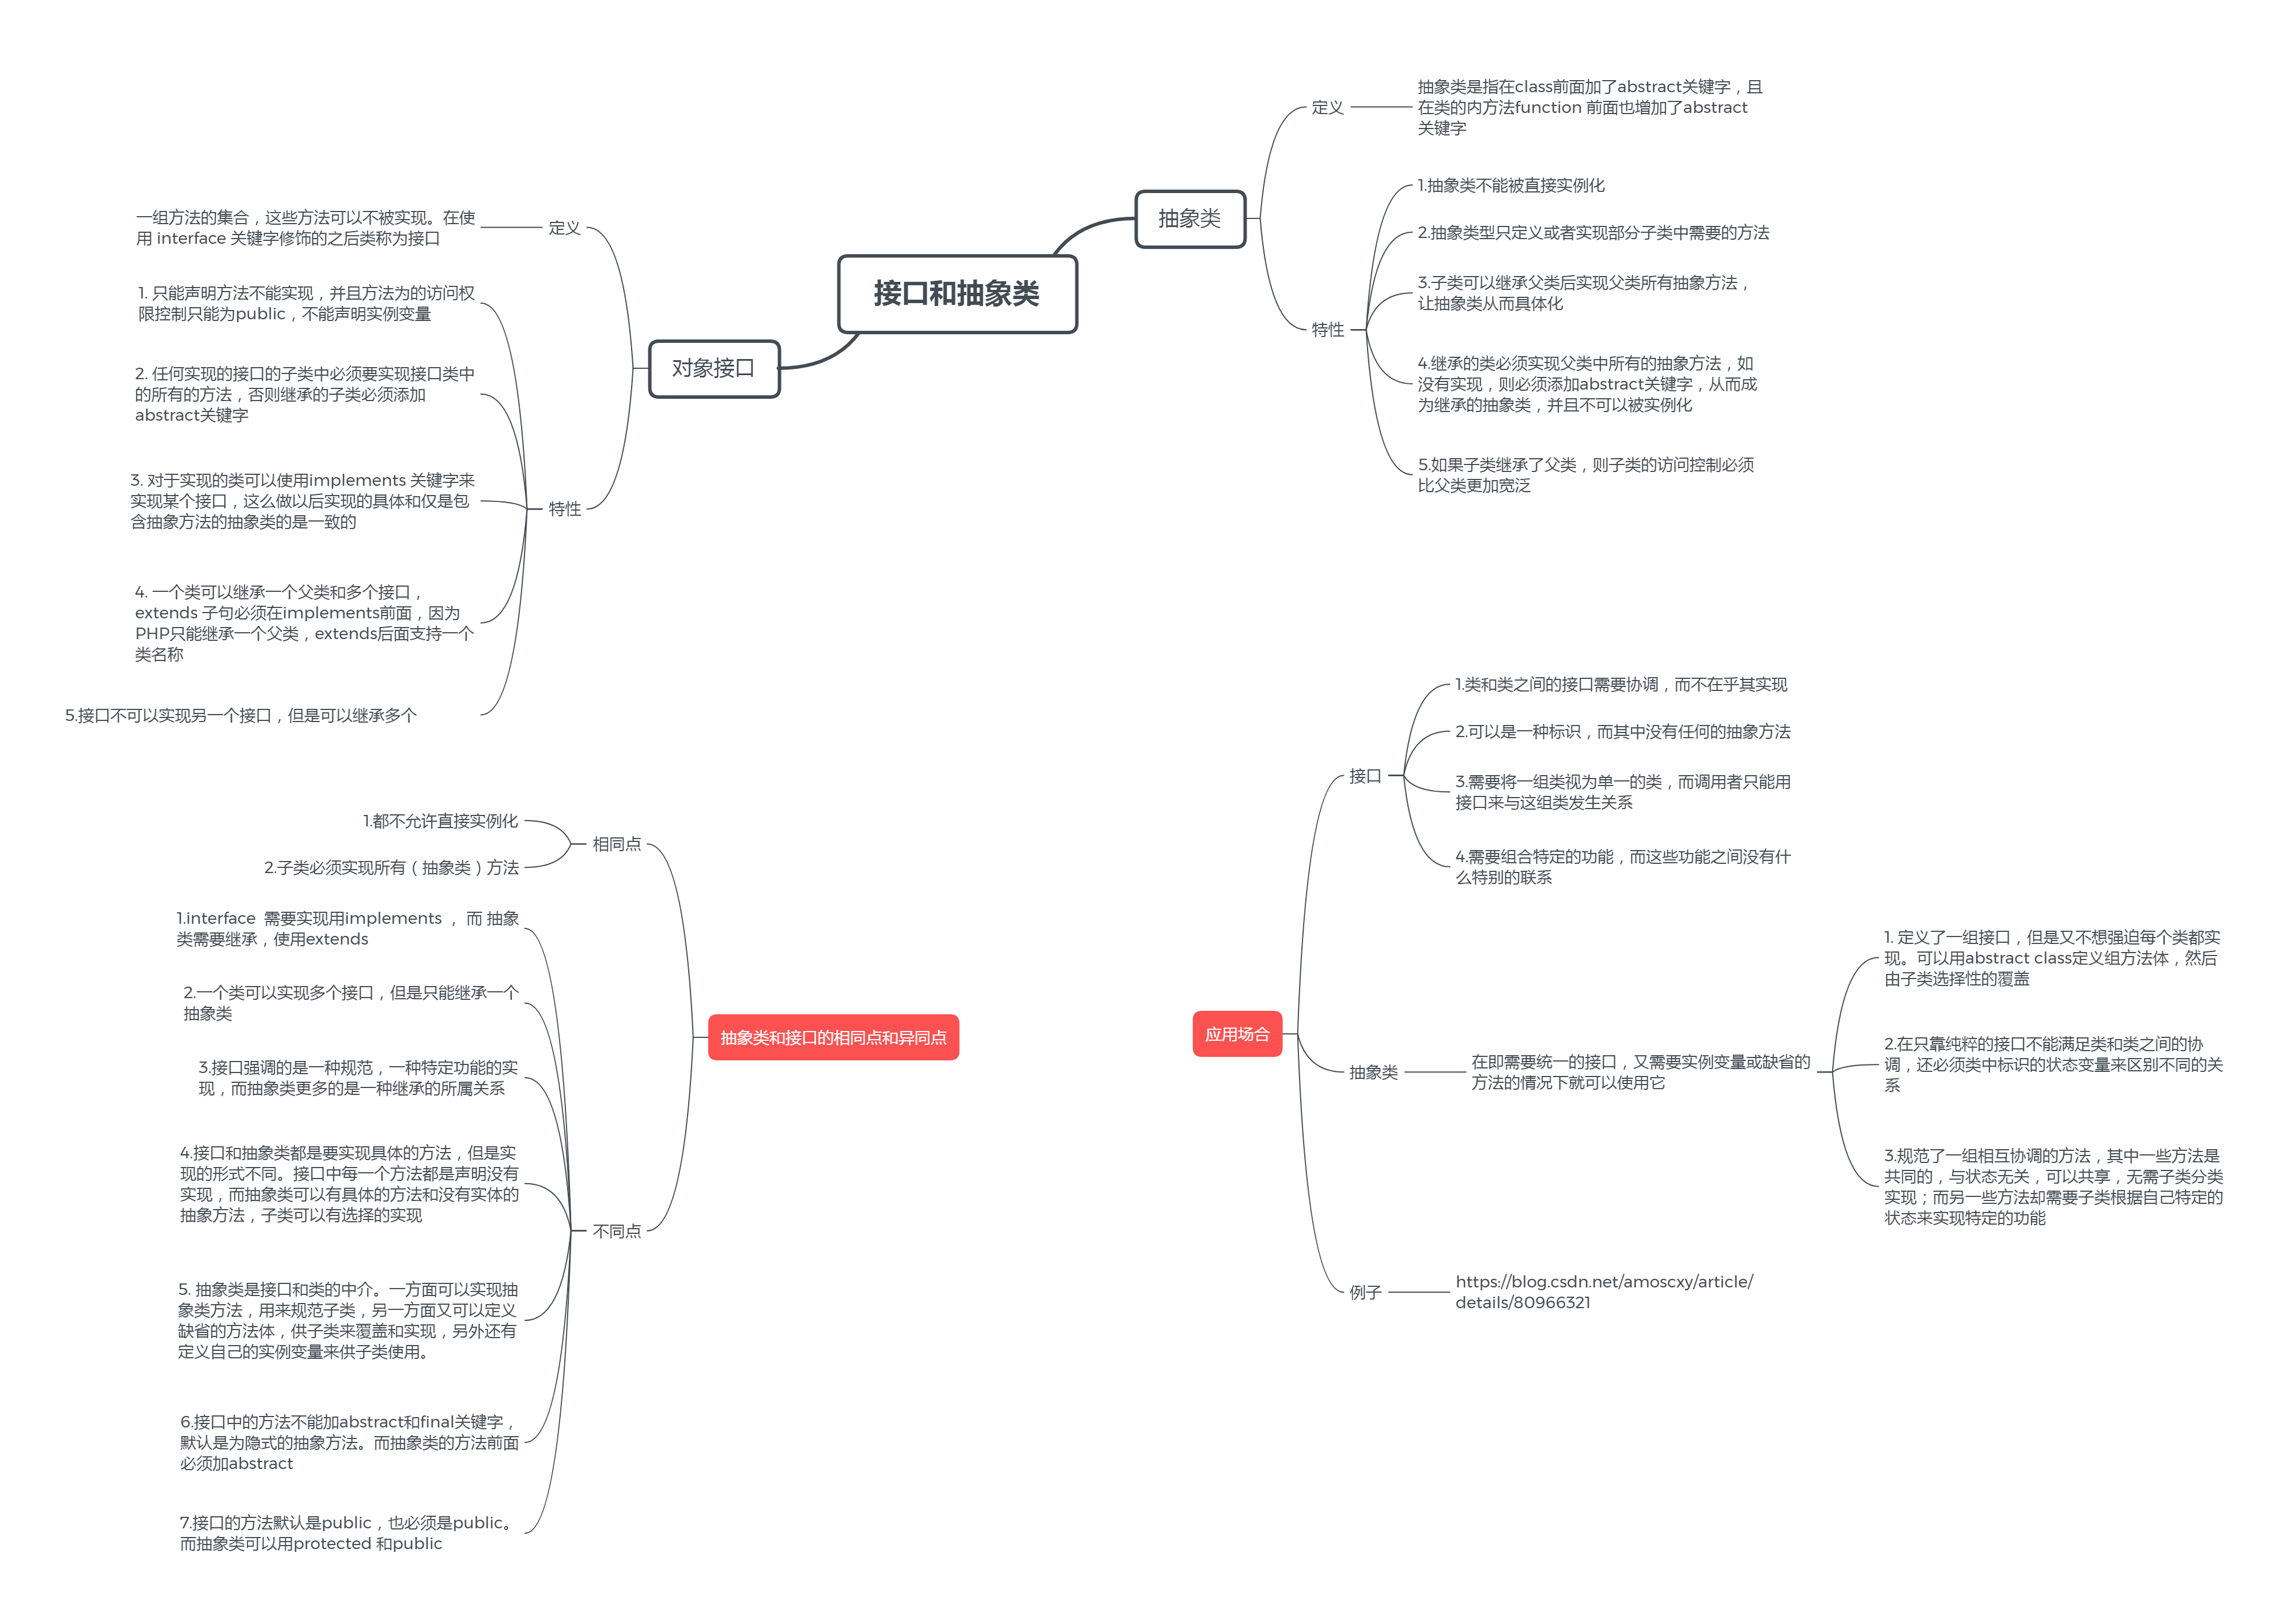 接口和抽象类
抽象类
定义
抽象类是指在class前面加了abstract关键字，且
在类的内方法function 前面也增加了abstract
关键字
特性
1.抽象类不能被直接实例化
2.抽象类型只定义或者实现部分子类中需要的方法
3.子类可以继承父类后实现父类所有抽象方法，
让抽象类从而具体化
4.继承的类必须实现父类中所有的抽象方法，如
没有实现，则必须添加abstract关键字，从而成
为继承的抽象类，并且不可以被实例化
5.如果子类继承了父类，则子类的访问控制必须
比父类更加宽泛
对象接口
定义
一组方法的集合，这些方法可以不被实现。在使
用 interface 关键字修饰的之后类称为接口
特性
1. 只能声明方法不能实现，并且方法为的访问权
限控制只能为public，不能声明实例变量
2. 任何实现的接口的子类中必须要实现接口类中
的所有的方法，否则继承的子类必须添加
abstract关键字
3. 对于实现的类可以使用implements 关键字来
实现某个接口，这么做以后实现的具体和仅是包
含抽象方法的抽象类的是一致的
4. 一个类可以继承一个父类和多个接口，
extends 子句必须在implements前面，因为
PHP只能继承一个父类，extends后面支持一个
类名称
5.接口不可以实现另一个接口，但是可以继承多个
抽象类和接口的相同点和异同点
相同点
1.都不允许直接实例化
2.子类必须实现所有（抽象类）方法
不同点
1.interface  需要实现用implements ， 而 抽象
类需要继承，使用extends
2.一个类可以实现多个接口，但是只能继承一个
抽象类
3.接口强调的是一种规范，一种特定功能的实
现，而抽象类更多的是一种继承的所属关系
4.接口和抽象类都是要实现具体的方法，但是实
现的形式不同。接口中每一个方法都是声明没有
实现，而抽象类可以有具体的方法和没有实体的
抽象方法，子类可以有选择的实现
5. 抽象类是接口和类的中介。一方面可以实现抽
象类方法，用来规范子类，另一方面又可以定义
缺省的方法体，供子类来覆盖和实现，另外还有
定义自己的实例变量来供子类使用。
6.接口中的方法不能加abstract和final关键字，
默认是为隐式的抽象方法。而抽象类的方法前面
必须加abstract
7.接口的方法默认是public，也必须是public。
而抽象类可以用protected 和public
应用场合
接口
1.类和类之间的接口需要协调，而不在乎其实现
2.可以是一种标识，而其中没有任何的抽象方法
3.需要将一组类视为单一的类，而调用者只能用
接口来与这组类发生关系
4.需要组合特定的功能，而这些功能之间没有什
么特别的联系
抽象类
在即需要统一的接口，又需要实例变量或缺省的
方法的情况下就可以使用它
1. 定义了一组接口，但是又不想强迫每个类都实
现。可以用abstract class定义组方法体，然后
由子类选择性的覆盖
2.在只靠纯粹的接口不能满足类和类之间的协
调，还必须类中标识的状态变量来区别不同的关
系
3.规范了一组相互协调的方法，其中一些方法是
共同的，与状态无关，可以共享，无需子类分类
实现；而另一些方法却需要子类根据自己特定的
状态来实现特定的功能
例子
https://blog.csdn.net/amoscxy/article/
details/80966321